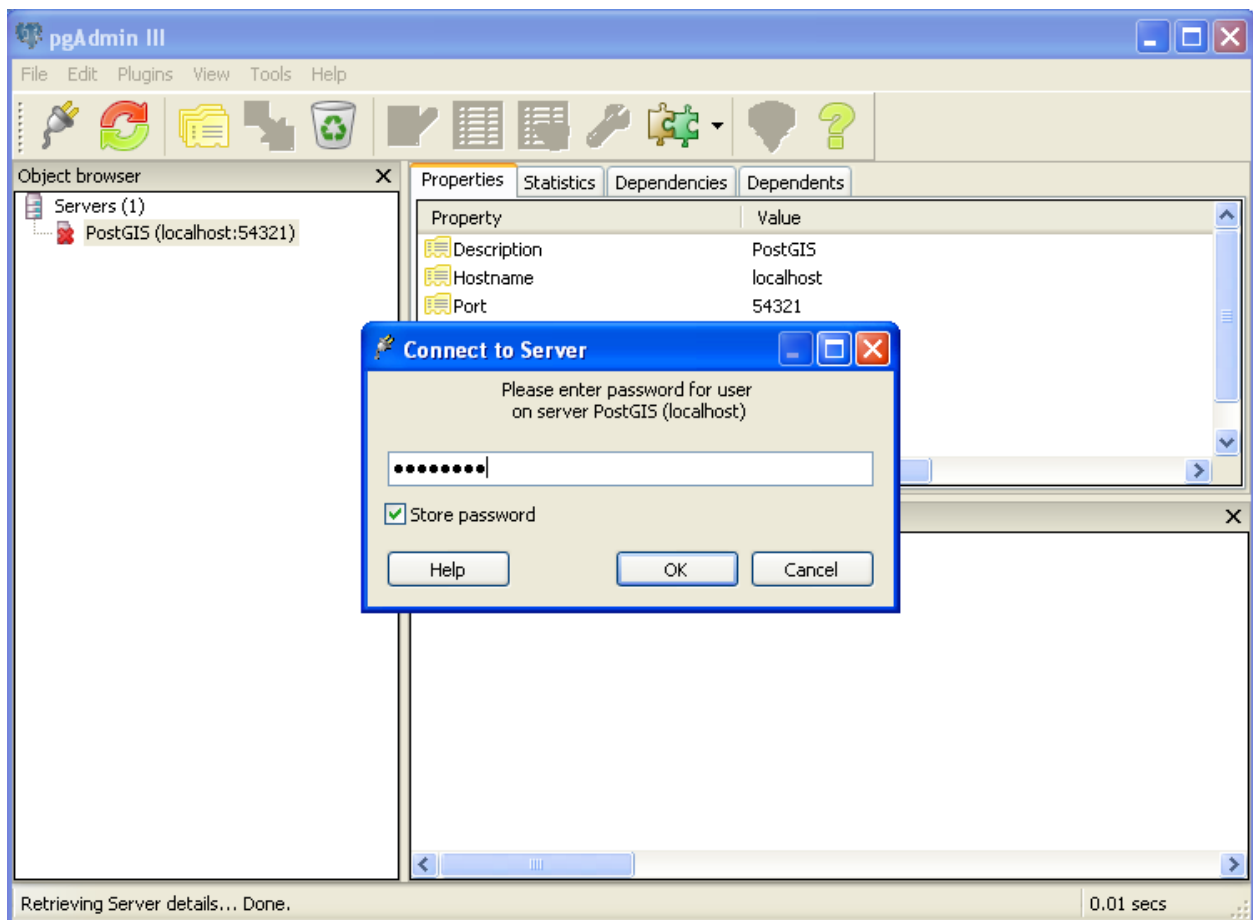 pgAdmin III
File Edit Plugins View Tools Help
Object browser
Servers (1)
PostGIS (localhost:54321)
Properties Statistics Dependencies Dependents
Property Value
Description PostGIS
Hostname localhost
Port 54321
Connect to Server
Please enter password for user
on server PostGIS (localhost)
Store password
Help OK Cancel
Retrieving Server details... Done. 0.01 secs